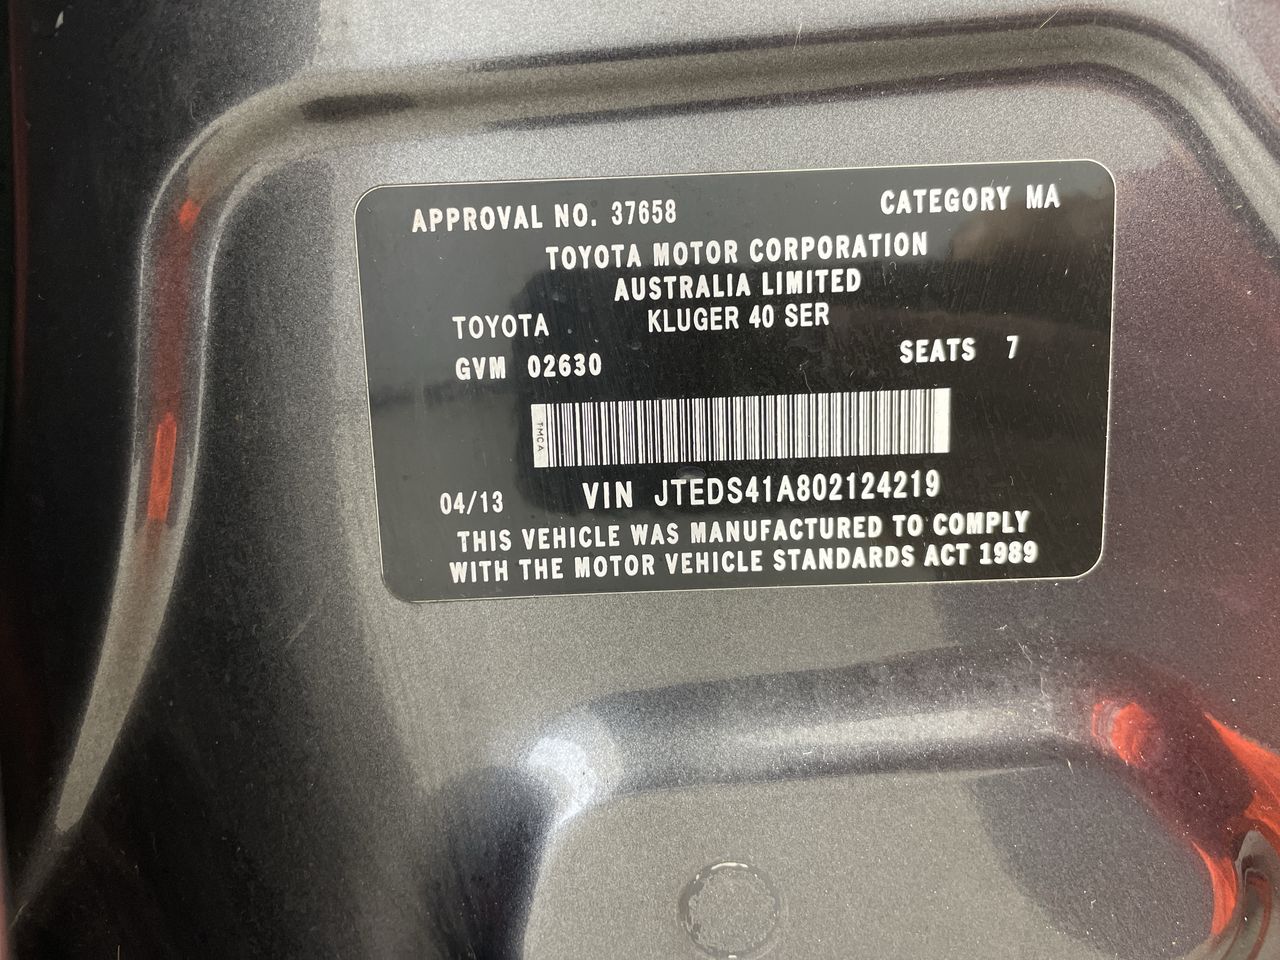 APPROVAL NO. 37658 CATEGORY MA
TOYOTA MOTOR CORPORATION
AUSTRALIA LIMITED
TOYOTA KLUGER 40 SER
GVM 02630 SEATS 7
TMCA
04/13 VIN JTEDS41A802124219
THIS VEHICLE WAS MANUFACTURED TO COMPLY
WITH THE MOTOR VEHICLE STANDARDS ACT 1989